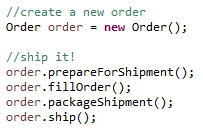 //create a new order
Order order = new Order();
//ship it!
order.prepareForShipment();
order.fillOrder();
order.packageShipment();
order.ship();